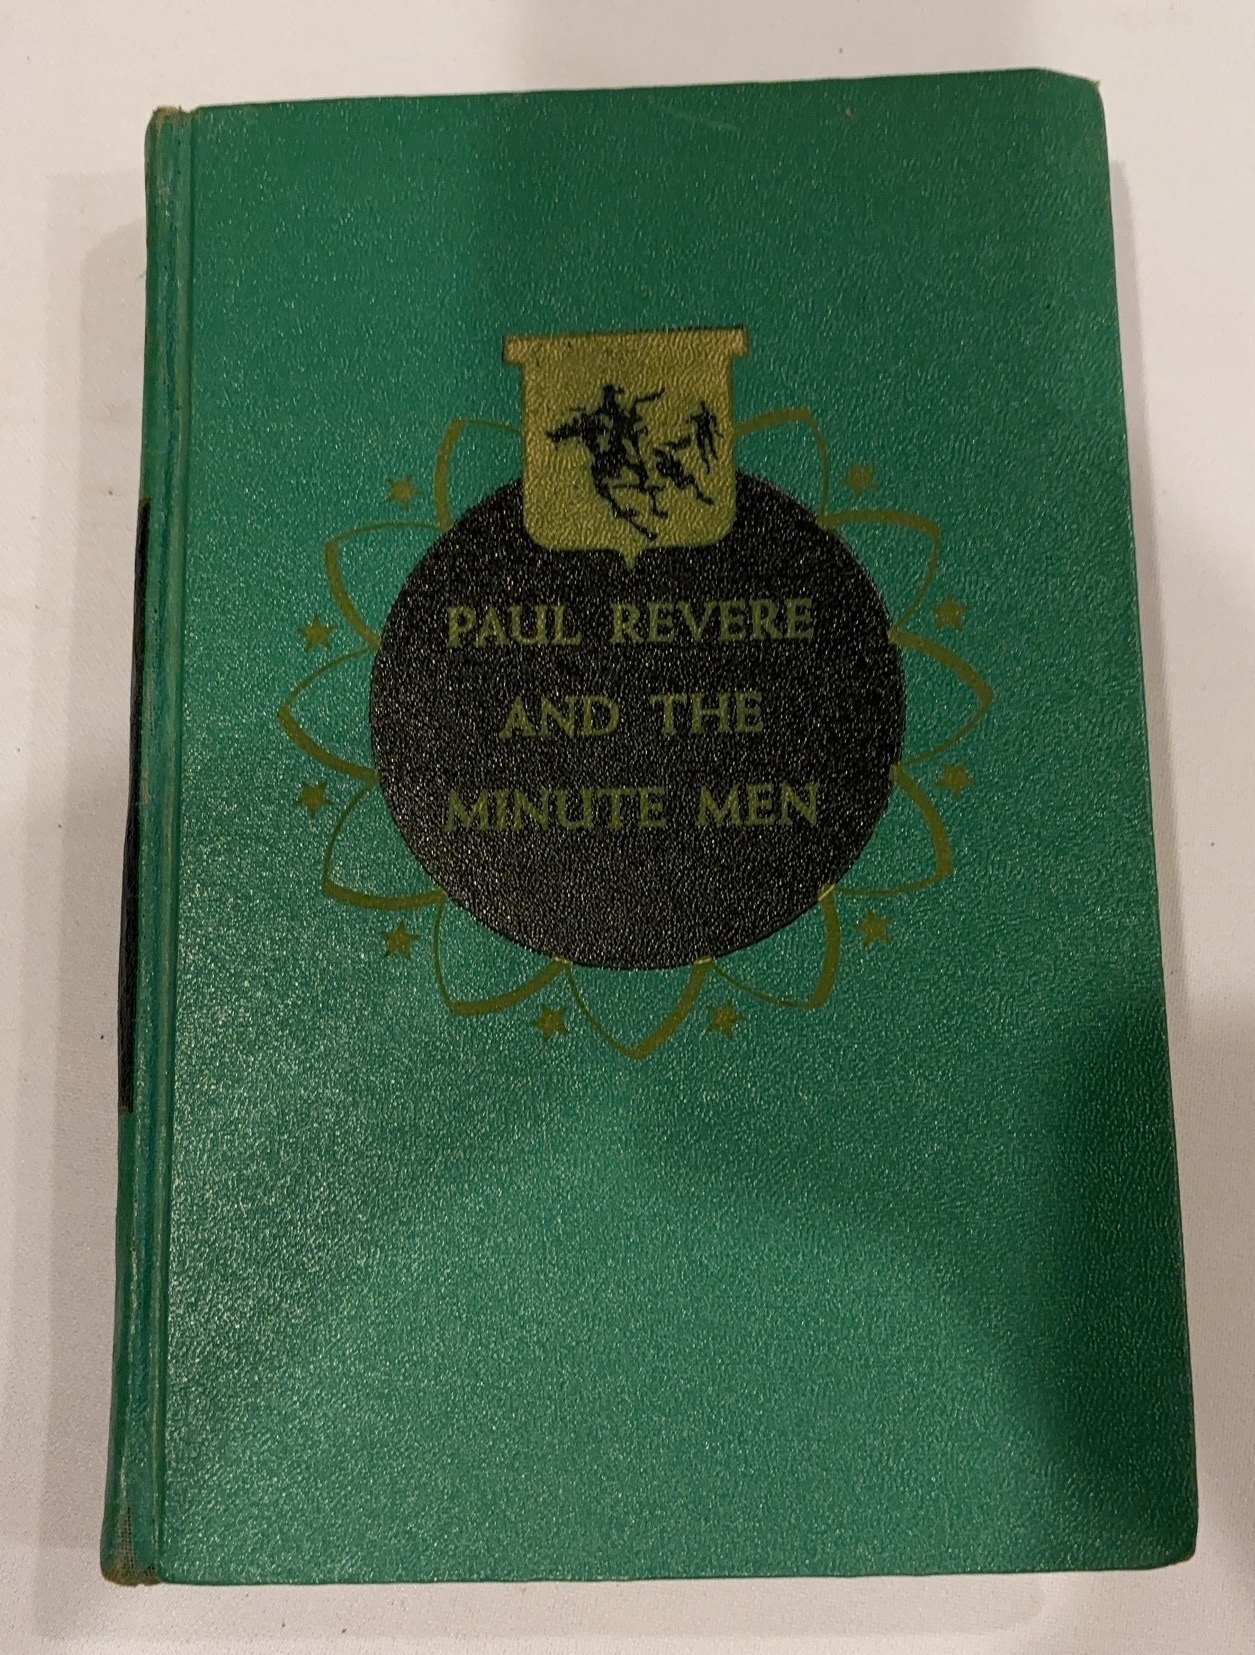 PAUL REVERE
AND THE
MINUTE MEN